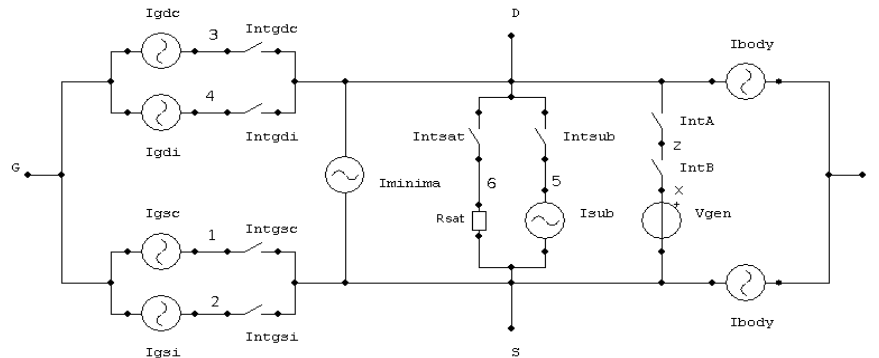 D
Igdc
3
Intgdc
Ibody
4
Intsat
Intsub
IntA
Z
Igdi
Intgdi
IntB
G
Iminima
6
5
X
+
Igsc
1
Intgsc
Rsat
Isub
Vgen
2
Igsi
Intgsi
Ibody
S